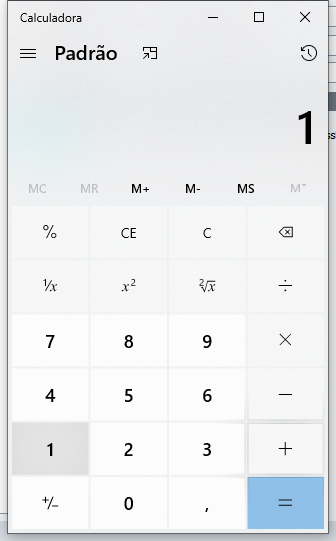 Calculadora
Padrão
1
MC MR M+ M- MS M˅
% CE C
¹/x x² ²√x ÷
7 8 9 ×
4 5 6 −
1 2 3 +
+/− 0 , =
ss